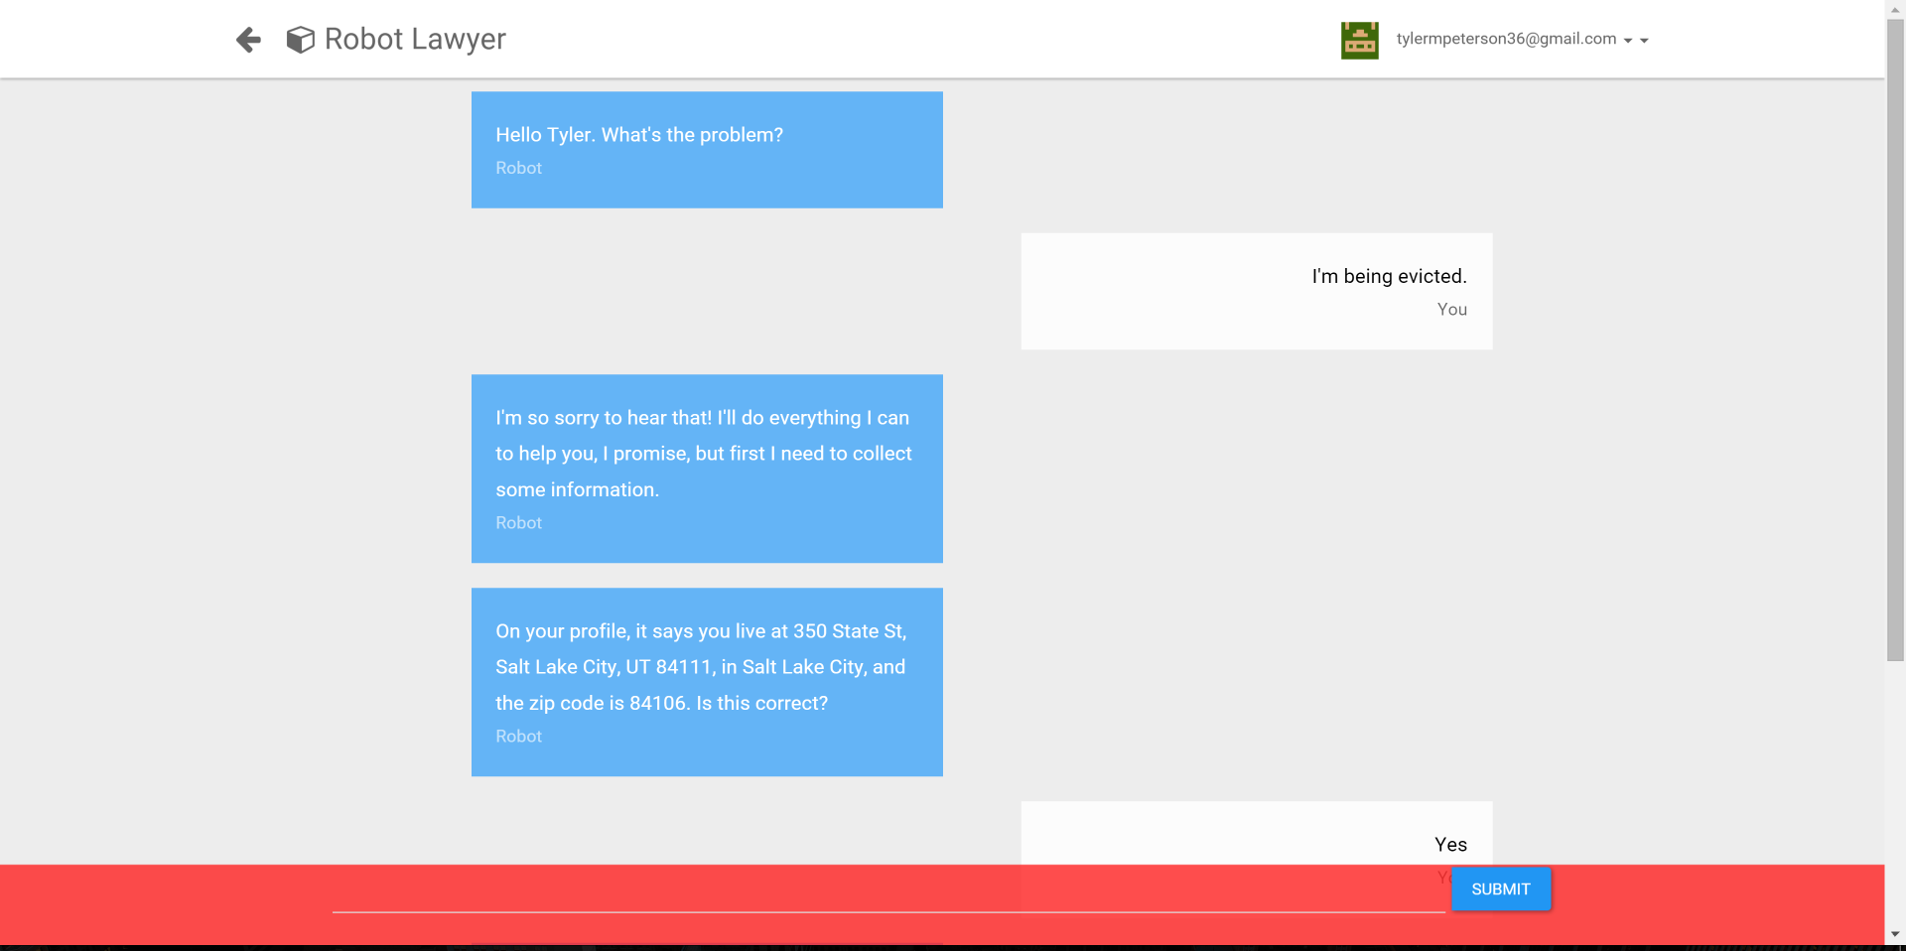 Robot Lawyer
tylermpeterson36@gmail.com
Hello Tyler. What's the problem?
Robot
I'm being evicted.
You
I'm so sorry to hear that! I'll do everything I can
to help you, I promise, but first I need to collect
some information.
Robot
On your profile, it says you live at 350 State St,
Salt Lake City, UT 84111, in Salt Lake City, and
the zip code is 84106. Is this correct?
Robot
Yes
SUBMIT